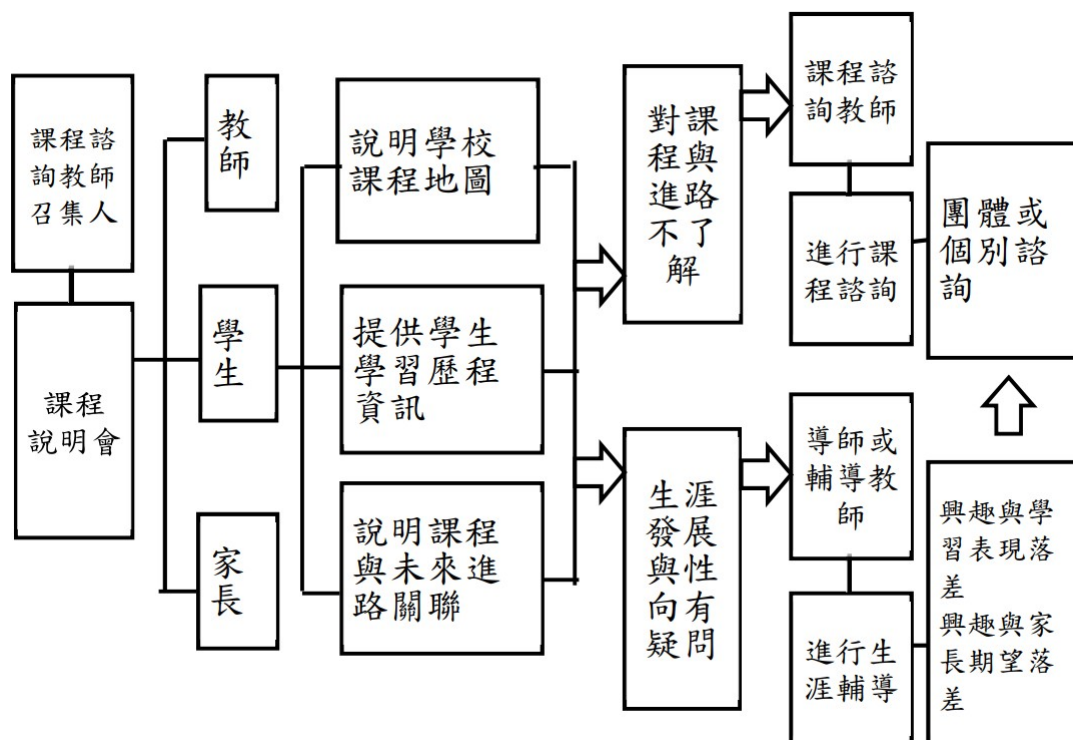 課程諮
詢教師
召集人
課程
說明會
教
師
學
生
家
長
說明學校
課程地圖
提供學生
學習歷程
資訊
說明課程
與未來進
路關聯
對課
程與
進路
不了
解
生涯
發展
與性
向有
疑問
課程諮
詢教師
進行課
程諮詢
團體或
個別諮
詢
導師或
輔導教
師
進行生
涯輔導
興趣與學
習表現落
差
興趣與家
長期望落
差